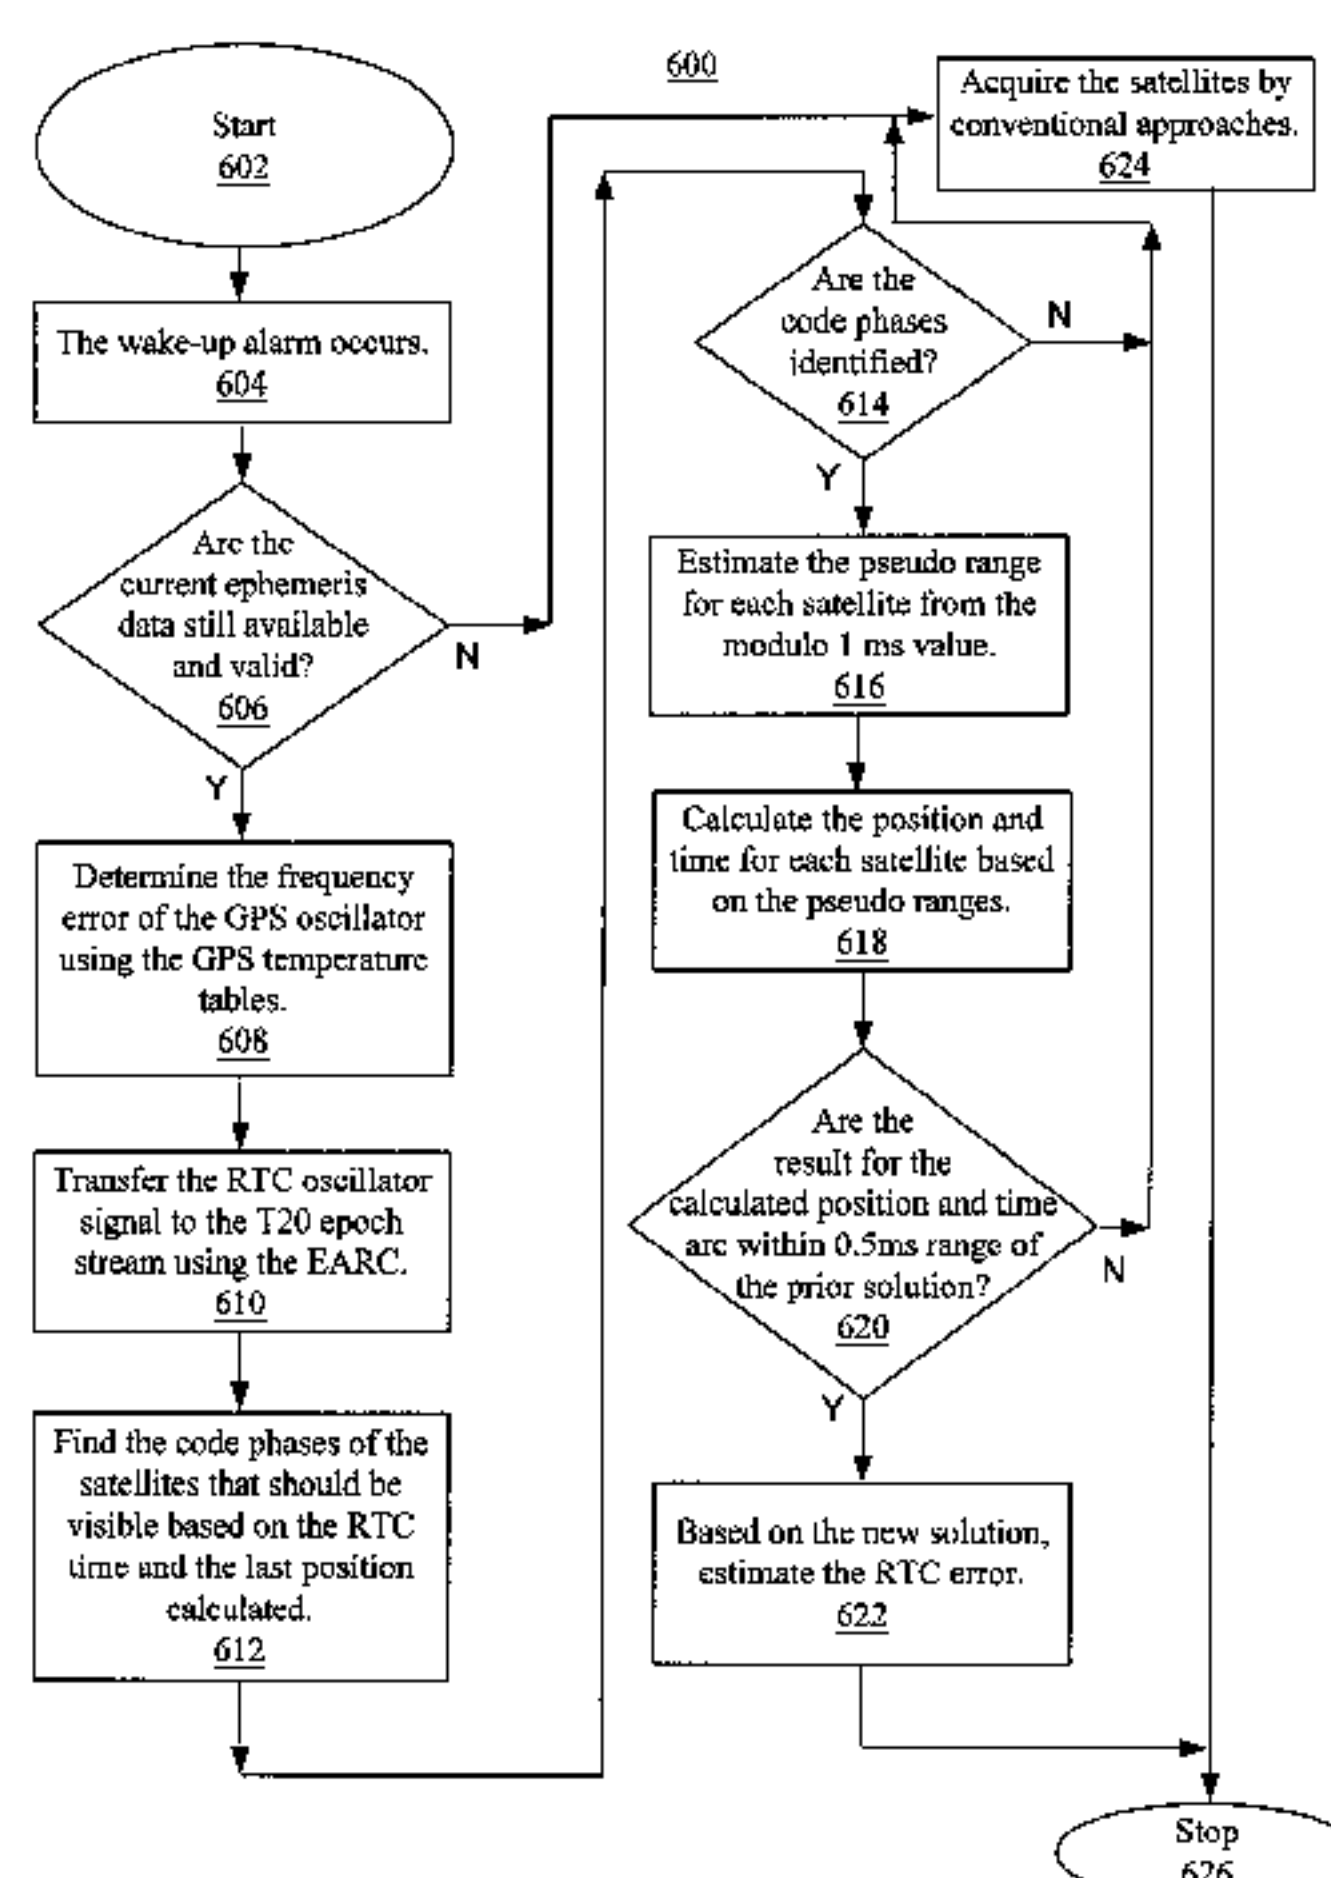 600
Start
602
The wake-up alarm occurs.
604
Are the
current ephemeris
data still available
and valid?
606
N
Y
Determine the frequency
error of the GPS oscillator
using the GPS temperature
tables.
608
Transfer the RTC oscillator
signal to the T20 epoch
stream using the EARC.
610
Find the code phases of the
satellites that should be
visible based on the RTC
time and the last position
calculated.
612
Acquire the satellites by
conventional approaches.
624
Are the
code phases
identified?
614
N
Y
Estimate the pseudo range
for each satellite from the
modulo 1 ms value.
616
Calculate the position and
time for each satellite based
on the pseudo ranges.
618
Are the
result for the
calculated position and time
are within 0.5ms range of
the prior solution?
620
N
Y
Based on the new solution,
estimate the RTC error.
622
Stop
626